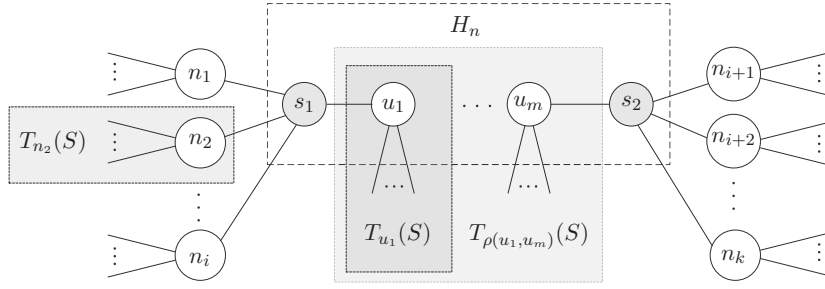 H_n
n_1
n_{i+1}
s_1
u_1
...
u_m
s_2
T_{n_2}(S)
n_2
n_{i+2}
...
T_{u_1}(S)
T_{ρ(u_1,u_m)}(S)
n_i
n_k